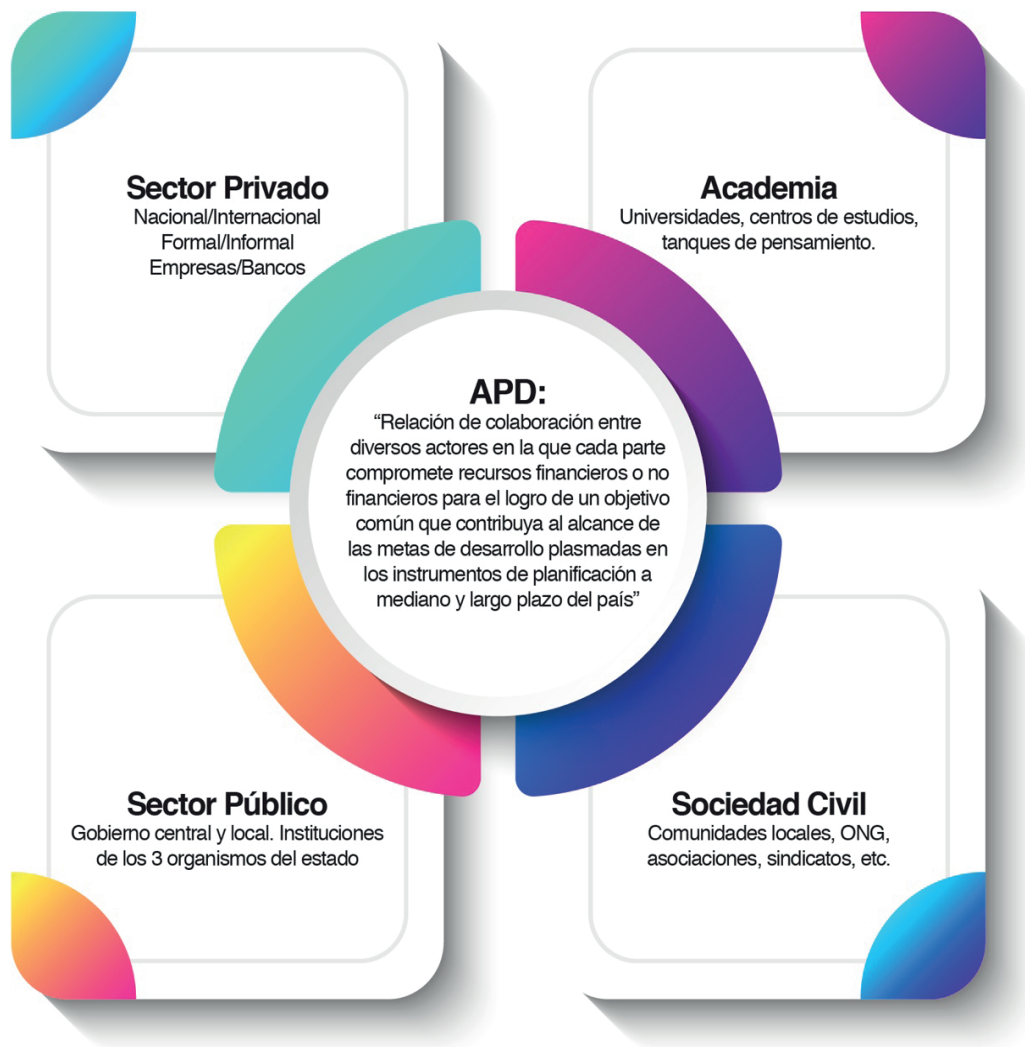 Sector Privado
Nacional/Internacional
Formal/Informal
Empresas/Bancos
Academia
Universidades, centros de estudios,
tanques de pensamiento.
APD:
“Relación de colaboración entre
diversos actores en la que cada parte
compromete recursos financieros o no
financieros para el logro de un objetivo
común que contribuya al alcance de
las metas de desarrollo plasmadas en
los instrumentos de planificación a
mediano y largo plazo del país”
Sector Público
Gobierno central y local. Instituciones
de los 3 organismos del estado
Sociedad Civil
Comunidades locales, ONG,
asociaciones, sindicatos, etc.